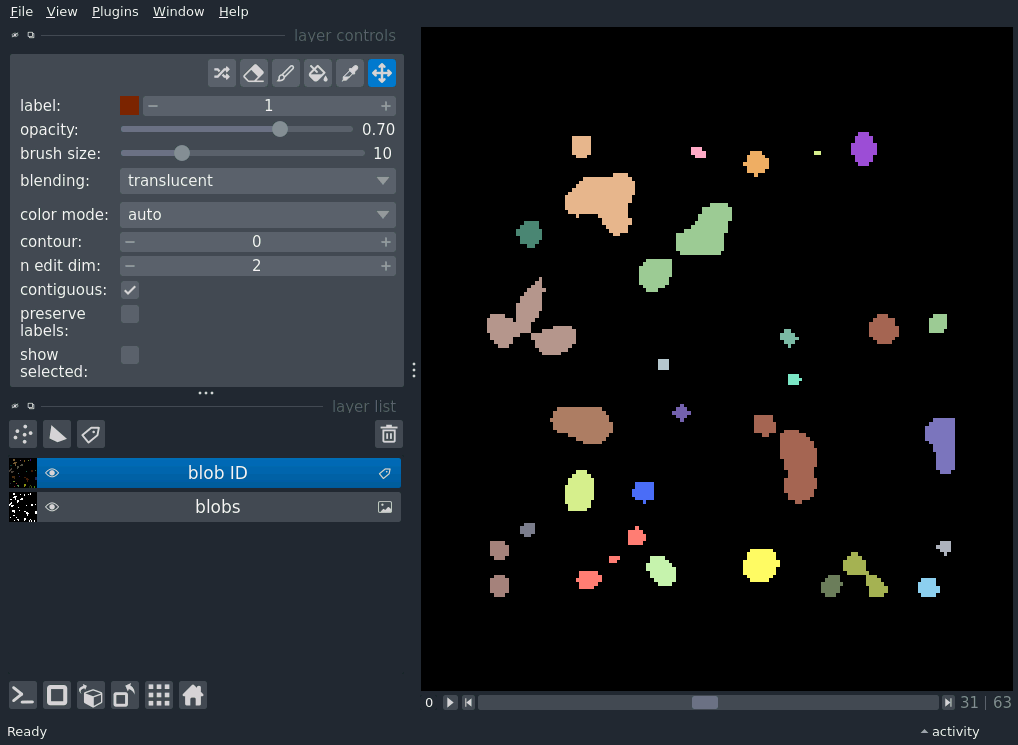 File View Plugins Window Help
layer controls
label: 1
opacity: 0.70
brush size: 10
blending: translucent
color mode: auto
contour: 0
n edit dim: 2
contiguous:
preserve
labels:
show
selected:
layer list
blob ID
blobs
0 31 | 63
Ready activity